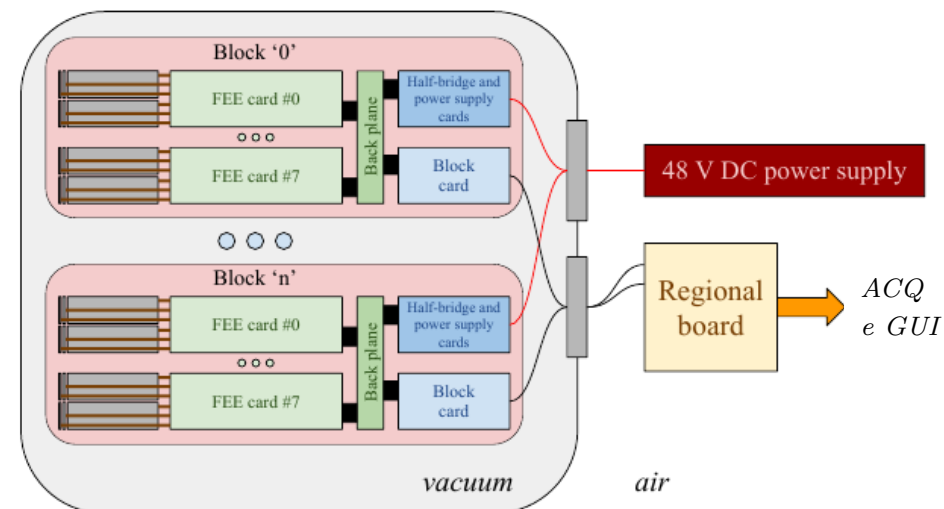 Block ‘0’
FEE card #0
Back plane
Half-bridge and
power supply
cards
FEE card #7
Block
card
48 V DC power supply
Block ‘n’
FEE card #0
Back plane
Half-bridge and
power supply
cards
FEE card #7
Block
card
Regional
board
ACQ
e GUI
vacuum
air